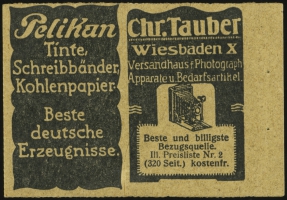 Pelikan
Tinte,
Schreibbänder,
Kohlenpapier
Beste
deutsche
Erzeugnisse.
Chr. Tauber
Wiesbaden X
Versandhaus f. Photograph.
Apparate u. Bedarfsartikel.
Beste und billigste
Bezugsquelle.
Ill. Preisliste Nr. 2
(320 Seit.) kostenfr.